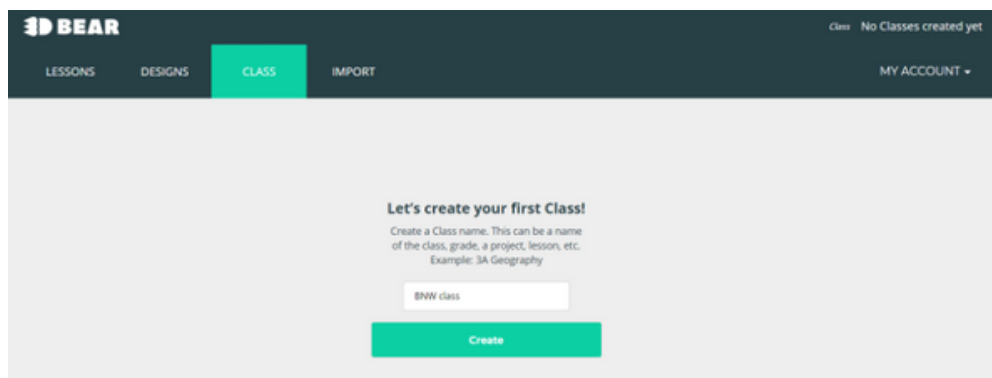 3D BEAR
Class No Classes created yet
LESSONS DESIGNS CLASS IMPORT MY ACCOUNT
Let's create your first Class!
Create a Class name. This can be a name
of the class, grade, a project, lesson, etc.
Example: 3A Geography
BNW class
Create